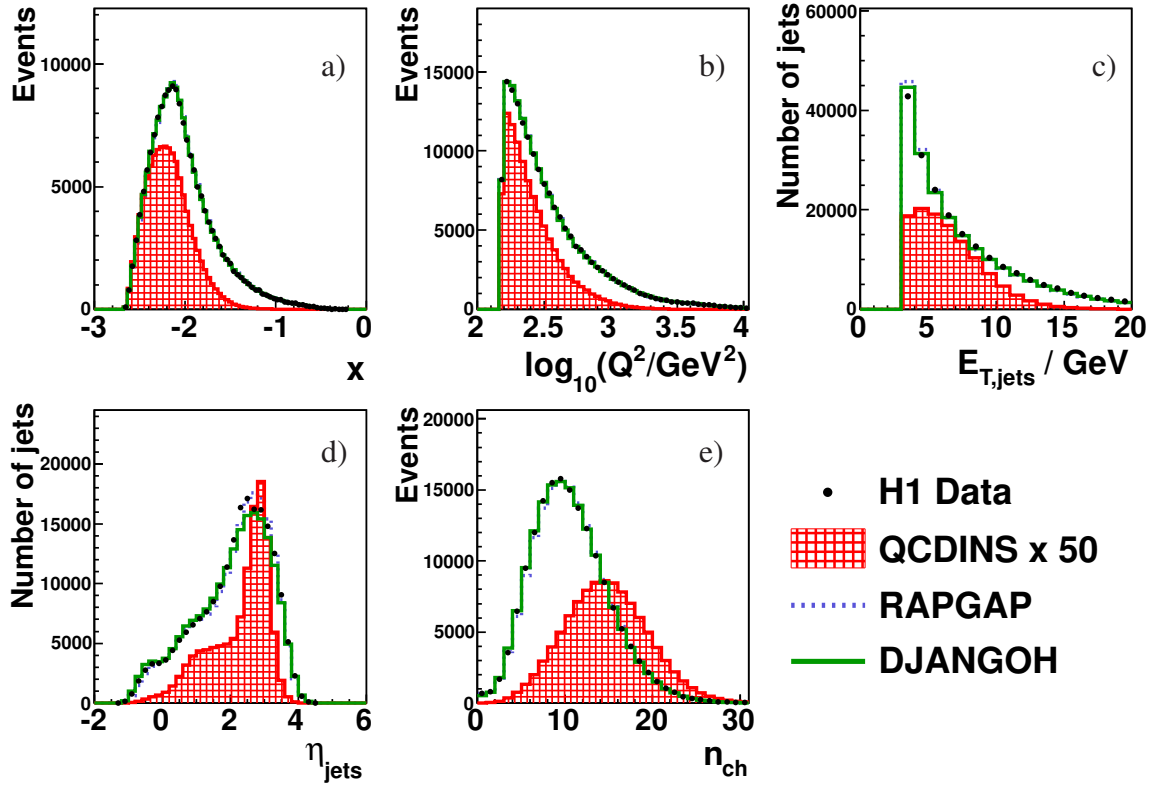 Events
10000
5000
0
a)
-3 -2 -1 0
x
Events
15000
10000
5000
0
b)
2 2.5 3 3.5 4
log10(Q2/GeV2)
Number of jets
60000
40000
20000
0
c)
0 5 10 15 20
ET,jets / GeV
Number of jets
20000
15000
10000
5000
0
d)
-2 0 2 4 6
ηjets
Events
20000
15000
10000
5000
0
e)
0 10 20 30
nch
H1 Data
QCDINS x 50
RAPGAP
DJANGOH